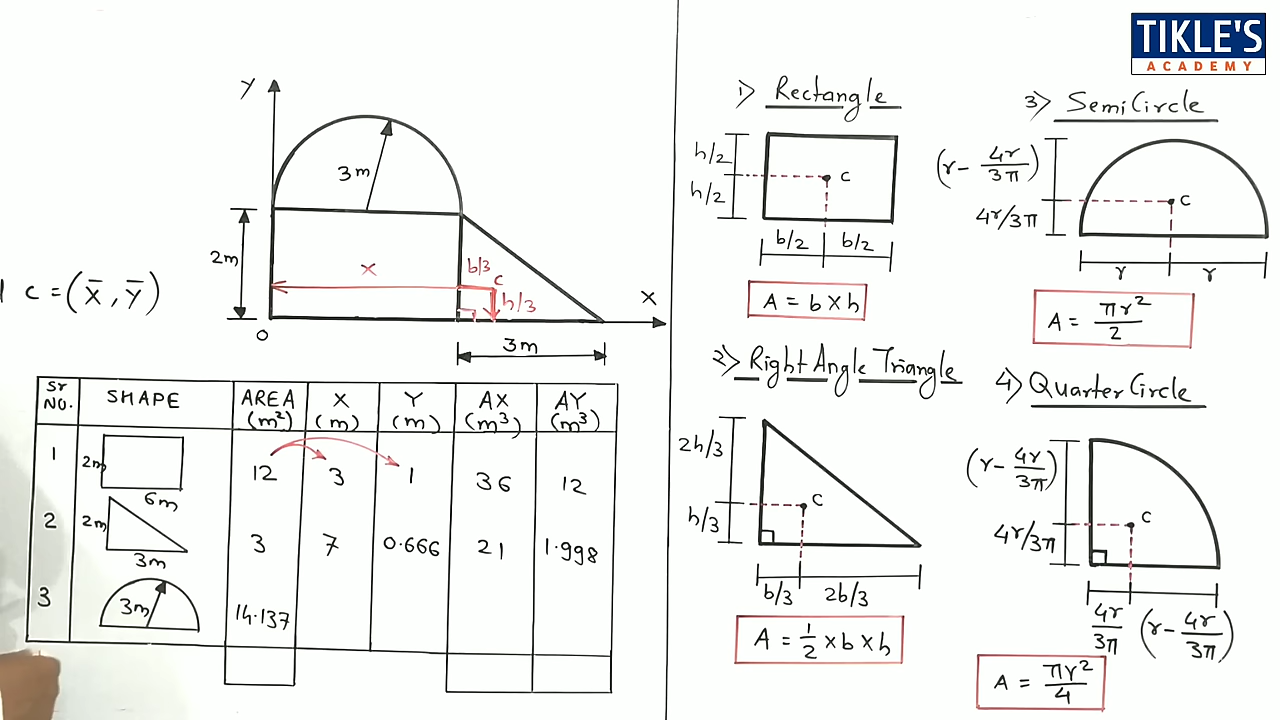 TIKLE'S
ACADEMY
Y
3m
2m
x
b/3
c
h/3
X
O
3m
c = (X̄, Ȳ)
Sr NO.
SHAPE
AREA (m²)
X (m)
Y (m)
AX (m³)
AY (m³)
1
2m
6m
12
3
1
36
12
2
2m
3m
3
7
0.666
21
1.998
3
3m
14.137
1) Rectangle
h/2
h/2
c
b/2
b/2
A = b x h
2) Right Angle Triangle
2h/3
h/3
c
b/3
2b/3
A = 1/2 x b x h
3) Semi Circle
(r - 4r/3π)
4r/3π
c
r
r
A = πr²/2
4) Quarter Circle
(r - 4r/3π)
4r/3π
c
4r/3π
(r - 4r/3π)
A = πr²/4